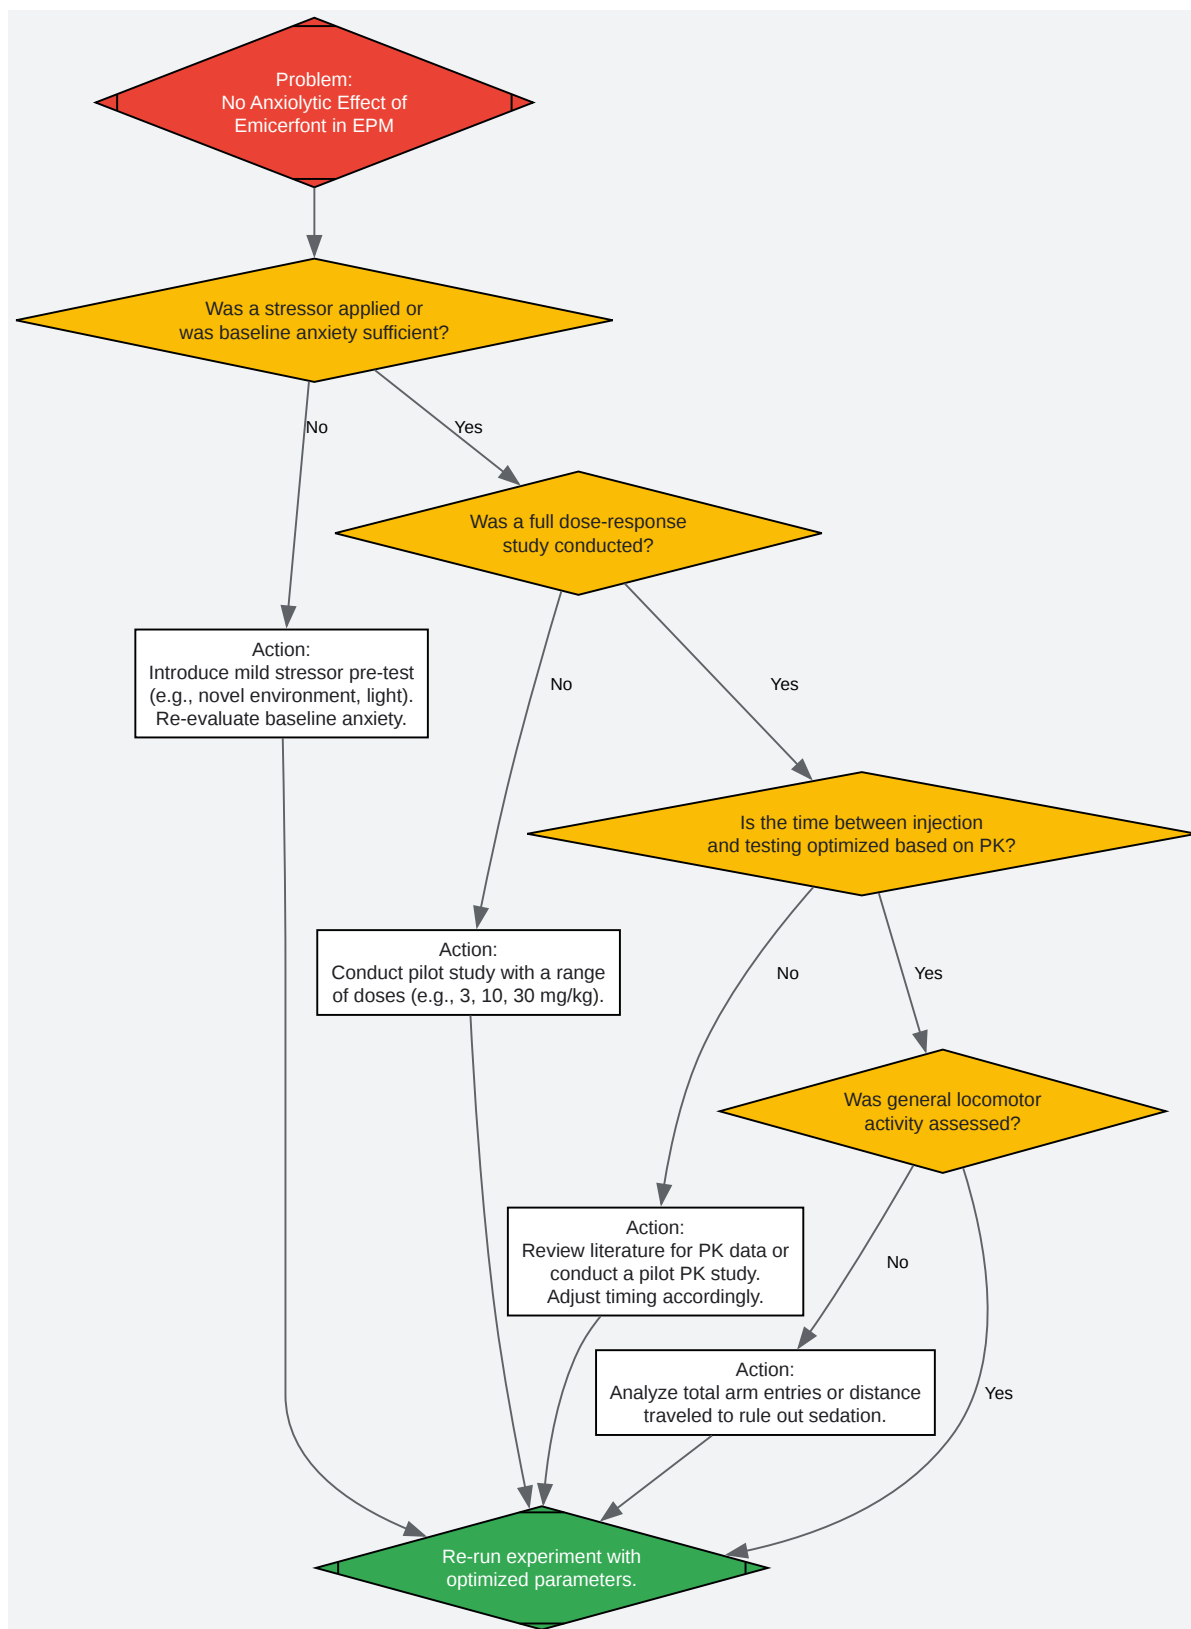 Problem:
No Anxiolytic Effect of
Emicerfont in EPM
Was a stressor applied or
was baseline anxiety sufficient?
No
Yes
Was a full dose-response
study conducted?
Action:
Introduce mild stressor pre-test
(e.g., novel environment, light).
Re-evaluate baseline anxiety.
No
Yes
Is the time between injection
and testing optimized based on PK?
Action:
Conduct pilot study with a range
of doses (e.g., 3, 10, 30 mg/kg).
No
Yes
Was general locomotor
activity assessed?
Action:
Review literature for PK data or
conduct a pilot PK study.
Adjust timing accordingly.
No
Action:
Analyze total arm entries or distance
traveled to rule out sedation.
Yes
Re-run experiment with
optimized parameters.